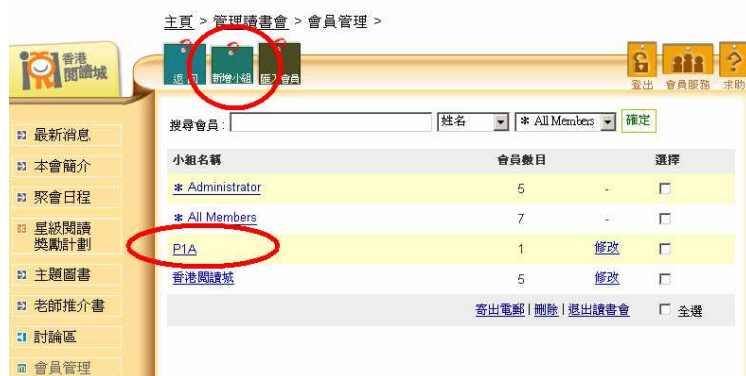 主頁 > 管理讀書會 > 會員管理 >
香港
閱讀城
返回 新增小組 匯入會員
登出 會員服務 求助
最新消息
本會簡介
聚會日程
星級閱讀
獎勵計劃
主題圖書
老師推介書
討論區
會員管理
搜尋會員: 姓名 * All Members 確定
小組名稱 會員數目 選擇
* Administrator 5 -
* All Members 7 -
P1A 1 修改
香港閱讀城 5 修改
寄出電郵 | 刪除 | 退出讀書會 全選